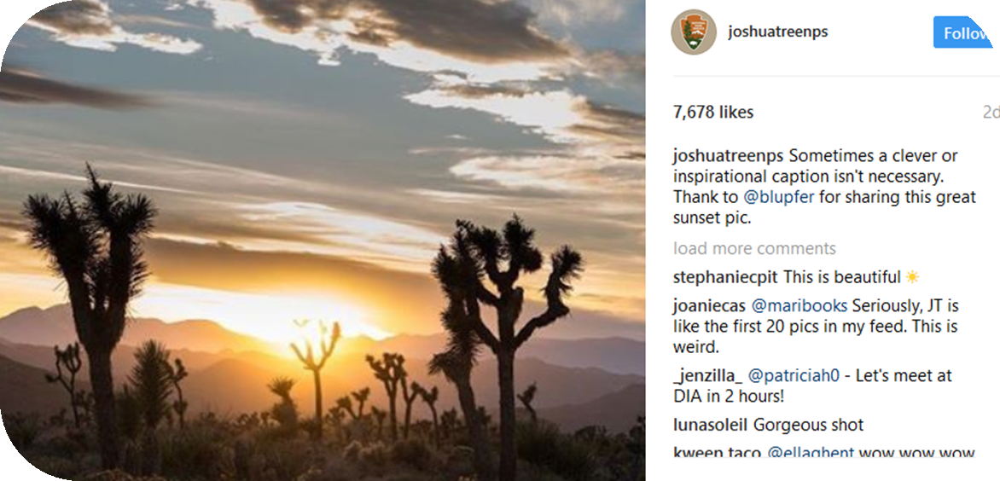 joshuatreenps
Follow
7,678 likes
2d
joshuatreenps Sometimes a clever or
inspirational caption isn't necessary.
Thank to @blupfer for sharing this great
sunset pic.
load more comments
stephaniecpit This is beautiful ☀
joaniecas @maribooks Seriously, JT is
like the first 20 pics in my feed. This is
weird.
_jenzilla_ @patriciah0 - Let's meet at
DIA in 2 hours!
lunasoleil Gorgeous shot
kween taco @ellaghent wow wow wow